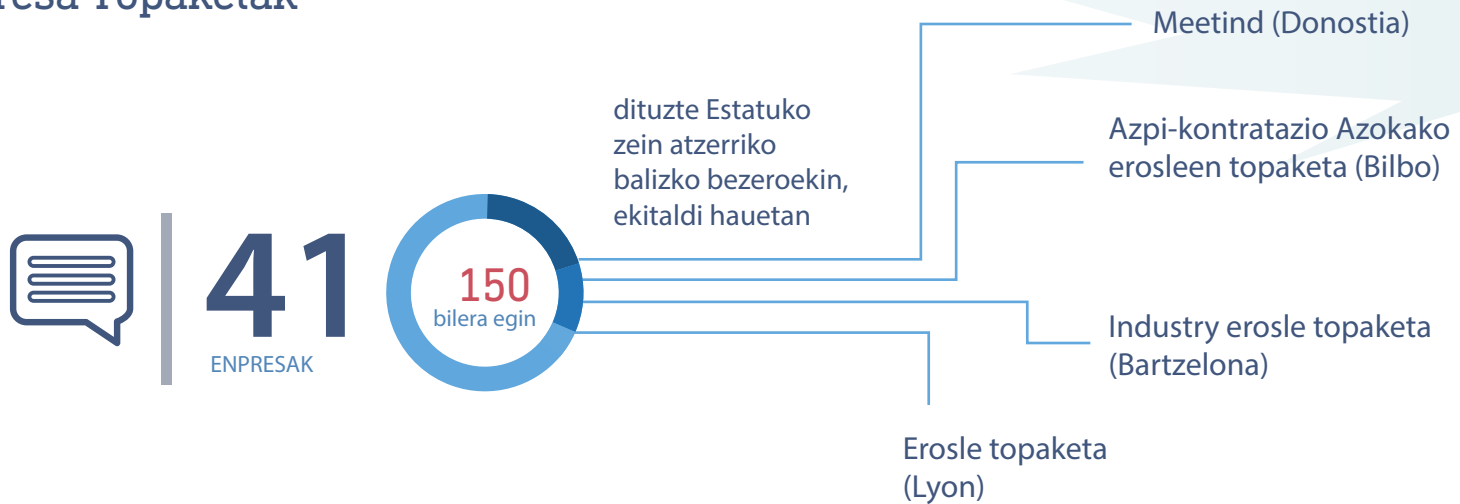 Topaketak
41
ENPRESAK
150
bilera egin
dituzte Estatuko
zein atzerriko
balizko bezeroekin,
ekitaldi hauetan
Meetind (Donostia)
Azpi-kontratazio Azokako
erosleen topaketa (Bilbo)
Industry erosle topaketa
(Bartzelona)
Erosle topaketa
(Lyon)